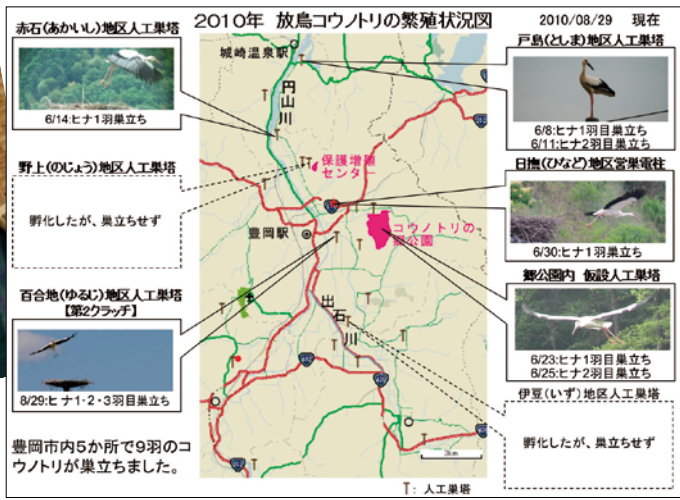 2010年 放鳥コウノトリの繁殖状況図
2010/08/29 現在
赤石(あかいし)地区人工巣塔
6/14:ヒナ1羽巣立ち
野上(のじょう)地区人工巣塔
孵化したが、巣立ちせず
百合地(ゆるじ)地区人工巣塔
【第2クラッチ】
8/29:ヒナ1・2・3羽目巣立ち
豊岡市内5か所で9羽のコ
ウノトリが巣立ちました。
城崎温泉駅
円山川
保護増殖
センター
豊岡駅
コウノトリの
郷公園
出石川
戸島(としま)地区人工巣塔
6/8:ヒナ1羽目巣立ち
6/11:ヒナ2羽目巣立ち
日撫(ひなど)地区営巣電柱
6/30:ヒナ1羽巣立ち
郷公園内 仮設人工巣塔
6/23:ヒナ1羽目巣立ち
6/25:ヒナ2羽目巣立ち
伊豆(いず)地区人工巣塔
孵化したが、巣立ちせず
T: 人工巣塔